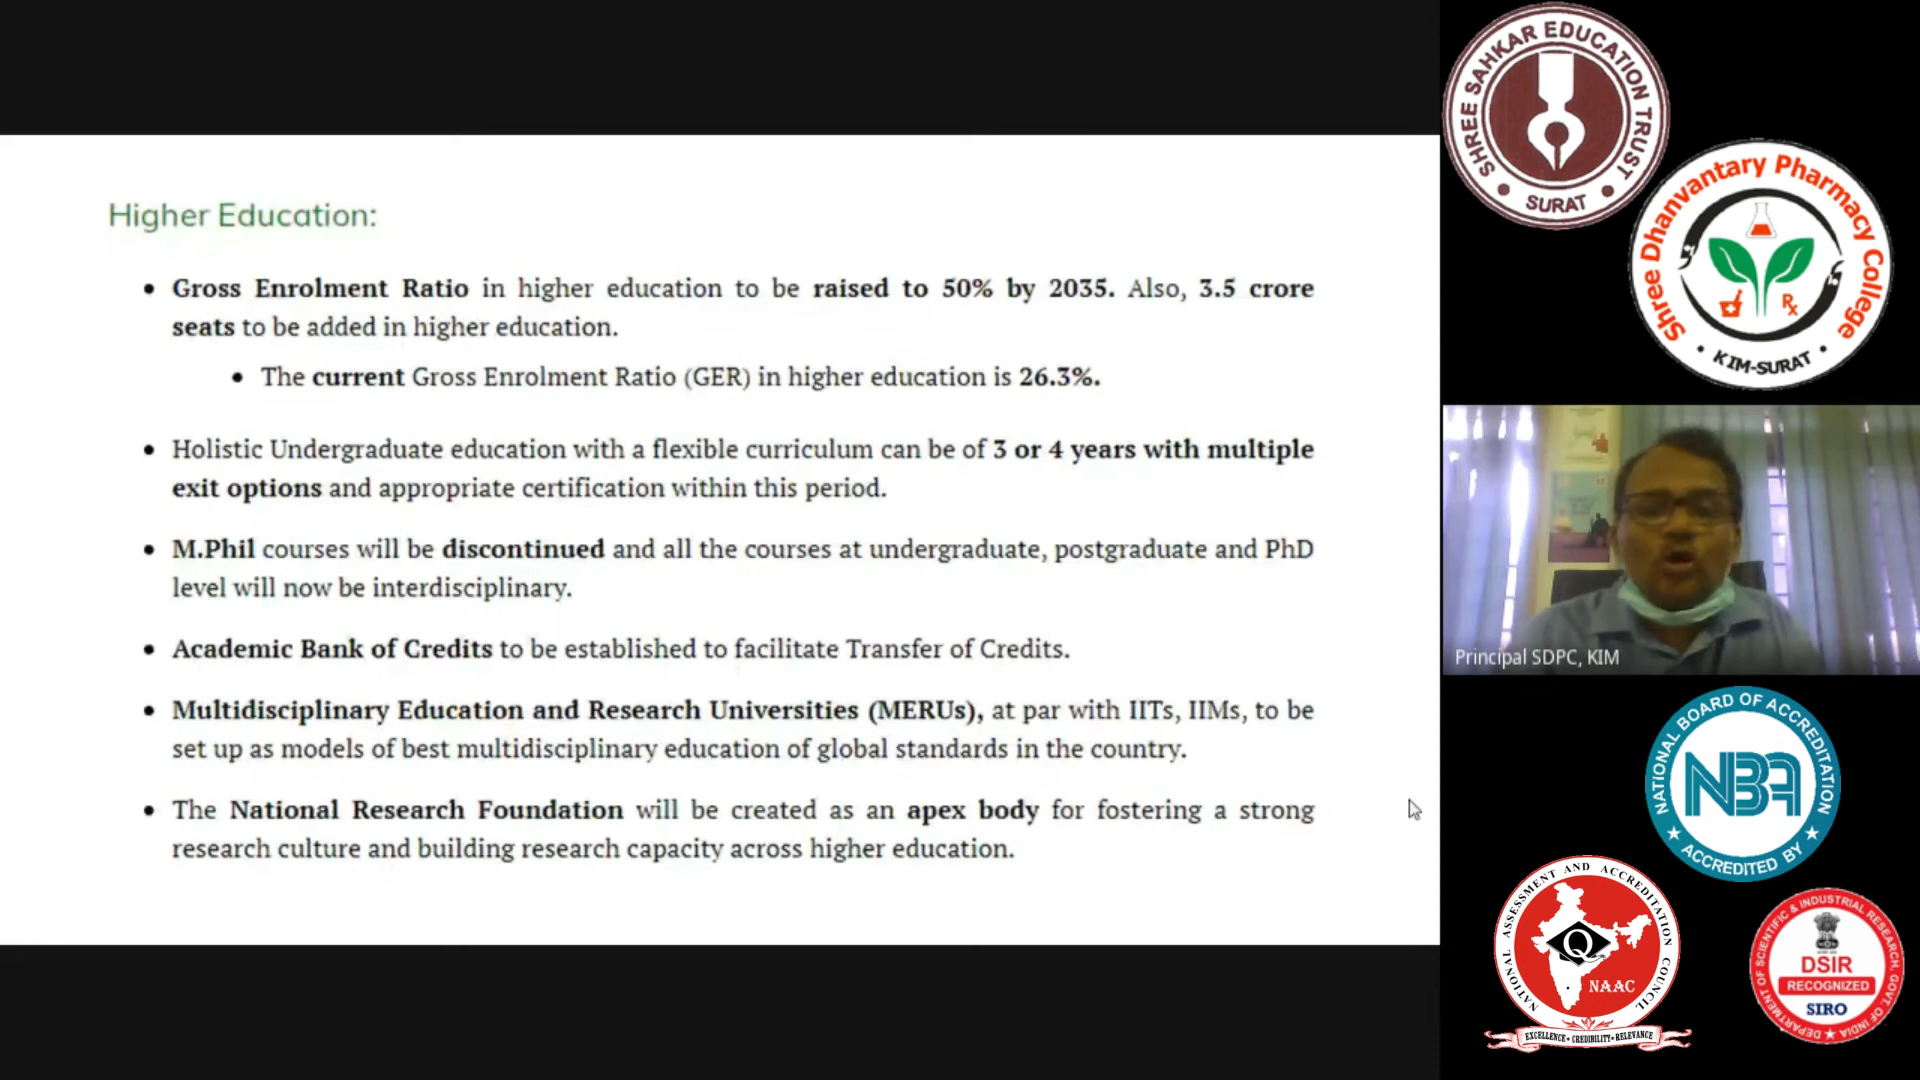 Higher Education:
• Gross Enrolment Ratio in higher education to be raised to 50% by 2035. Also, 3.5 crore
seats to be added in higher education.
• The current Gross Enrolment Ratio (GER) in higher education is 26.3%.
• Holistic Undergraduate education with a flexible curriculum can be of 3 or 4 years with multiple
exit options and appropriate certification within this period.
• M.Phil courses will be discontinued and all the courses at undergraduate, postgraduate and PhD
level will now be interdisciplinary.
• Academic Bank of Credits to be established to facilitate Transfer of Credits.
• Multidisciplinary Education and Research Universities (MERUs), at par with IITs, IIMs, to be
set up as models of best multidisciplinary education of global standards in the country.
• The National Research Foundation will be created as an apex body for fostering a strong
research culture and building research capacity across higher education.
SHREE SAHKAR EDUCATION TRUST
• SURAT •
Shree Dhanvantary Pharmacy College
Rx
• KIM-SURAT •
Principal SDPC, KIM
NATIONAL BOARD OF ACCREDITATION
NBA
★ ACCREDITED BY ★
NATIONAL ASSESSMENT AND ACCREDITATION COUNCIL
Q
NAAC
EXCELLENCE • CREDIBILITY • RELEVANCE
DEPARTMENT OF SCIENTIFIC & INDUSTRIAL RESEARCH, GOVT. OF INDIA ★
DSIR
RECOGNIZED
SIRO